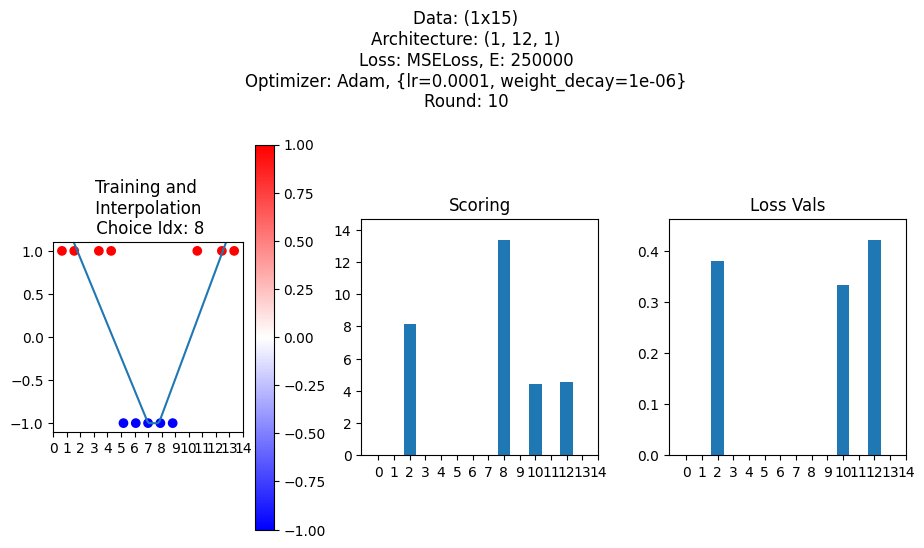 Data: (1x15)
Architecture: (1, 12, 1)
Loss: MSELoss, E: 250000
Optimizer: Adam, {lr=0.0001, weight_decay=1e-06}
Round: 10
Training and
Interpolation
Choice Idx: 8
1.0
0.5
0.0
−0.5
−1.0
0 1 2 3 4 5 6 7 8 9 10 11 12 13 14
1.00
0.75
0.50
0.25
0.00
−0.25
−0.50
−0.75
−1.00
Scoring
14
12
10
8
6
4
2
0
0 1 2 3 4 5 6 7 8 9 10 11 12 13 14
Loss Vals
0.4
0.3
0.2
0.1
0.0
0 1 2 3 4 5 6 7 8 9 10 11 12 13 14